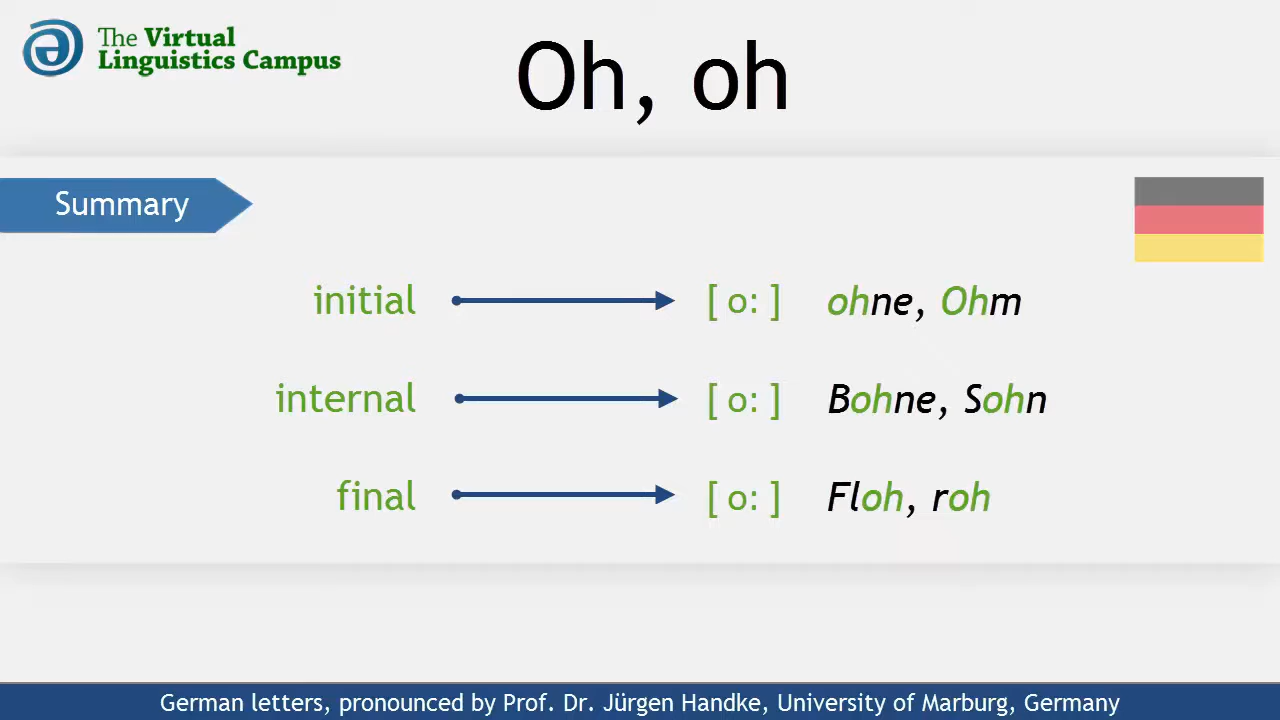 The Virtual
Linguistics Campus
Oh, oh
Summary
initial [ o: ] ohne, Ohm
internal [ o: ] Bohne, Sohn
final [ o: ] Floh, roh
German letters, pronounced by Prof. Dr. Jürgen Handke, University of Marburg, Germany